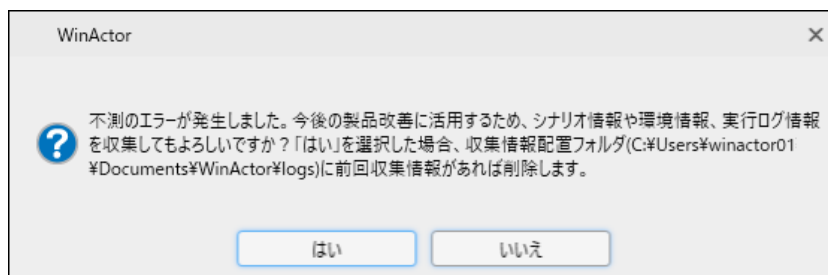 WinActor
不測のエラーが発生しました。今後の製品改善に活用するため、シナリオ情報や環境情報、実行ログ情報
を収集してもよろしいですか？「はい」を選択した場合、収集情報配置フォルダ(C:¥Users¥winactor01
¥Documents¥WinActor¥logs)に前回収集情報があれば削除します。
はい
いいえ